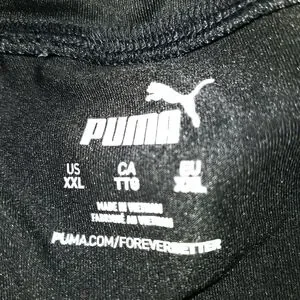 PUMA
US CA EU
XXL TTG XXL
MADE IN VIETNAM
FABRIQUÉ AU VIETNAM
PUMA.COM/FOREVERBETTER